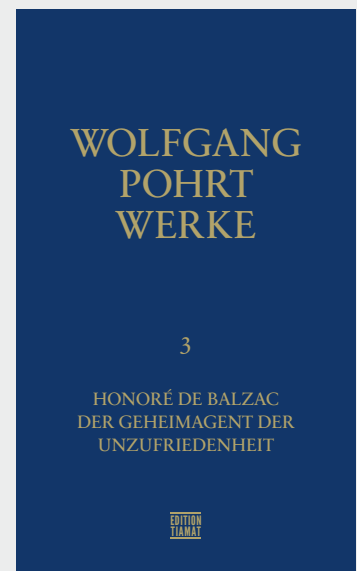 WOLFGANG
POHRT
WERKE
3
HONORÉ DE BALZAC
DER GEHEIMAGENT DER
UNZUFRIEDENHEIT
EDITION
TIAMAT